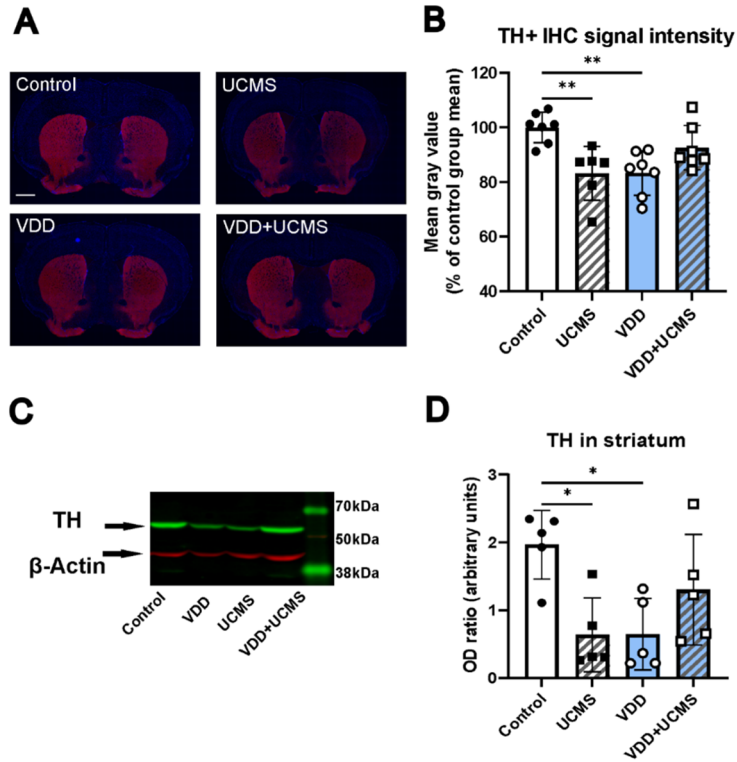 A
Control
UCMS
VDD
VDD+UCMS
B
TH+ IHC signal intensity
Mean gray value
(% of control group mean)
120
100
80
60
40
**
**
Control
UCMS
VDD
VDD+UCMS
C
TH
β-Actin
70kDa
50kDa
38kDa
Control
VDD
UCMS
VDD+UCMS
D
TH in striatum
OD ratio (arbitrary units)
3
2
1
0
*
*
Control
UCMS
VDD
VDD+UCMS